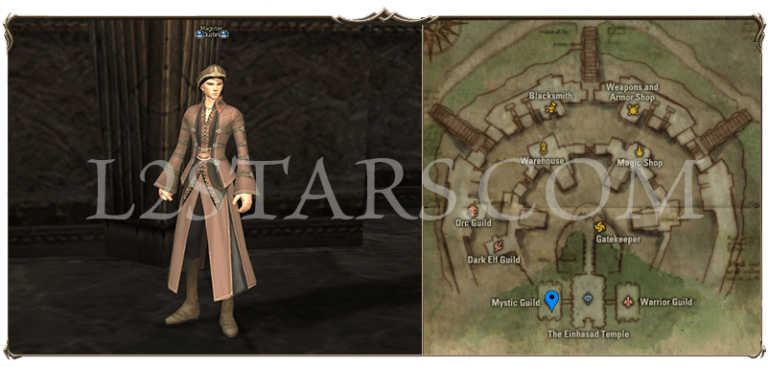 Magister
Dustin
L2STARS.COM
Blacksmith
Weapons and
Armor Shop
Warehouse
Magic Shop
Orc Guild
Gatekeeper
Dark Elf Guild
Mystic Guild
Warrior Guild
The Einhasad Temple